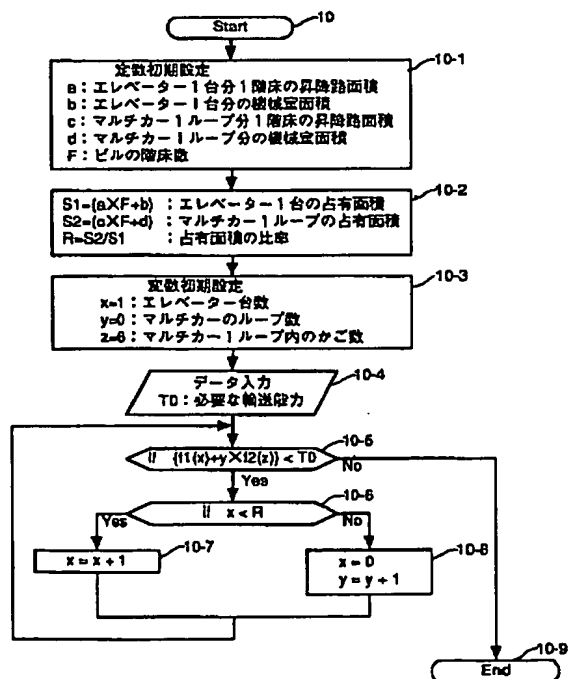 10
Start
10-1
定数初期設定
a：エレベーター１台分１階床の昇降路面積
b：エレベーター１台分の機械室面積
c：マルチカー１ループ分１階床の昇降路面積
d：マルチカー１ループ分の機械室面積
F：ビルの階床数
10-2
S1=(a×F+b) ：エレベーター１台の占有面積
S2=(c×F+d) ：マルチカー１ループの占有面積
R=S2/S1 ：占有面積の比率
10-3
変数初期設定
x=1：エレベーター台数
y=0：マルチカーのループ数
z=6：マルチカー１ループ内のかご数
10-4
データ入力
TD：必要な輸送能力
10-5
if {f1(x)+y×f2(z)} < TD
No
Yes
10-6
if x < R
Yes
No
10-7
x = x + 1
10-8
x = 0
y = y + 1
10-9
End